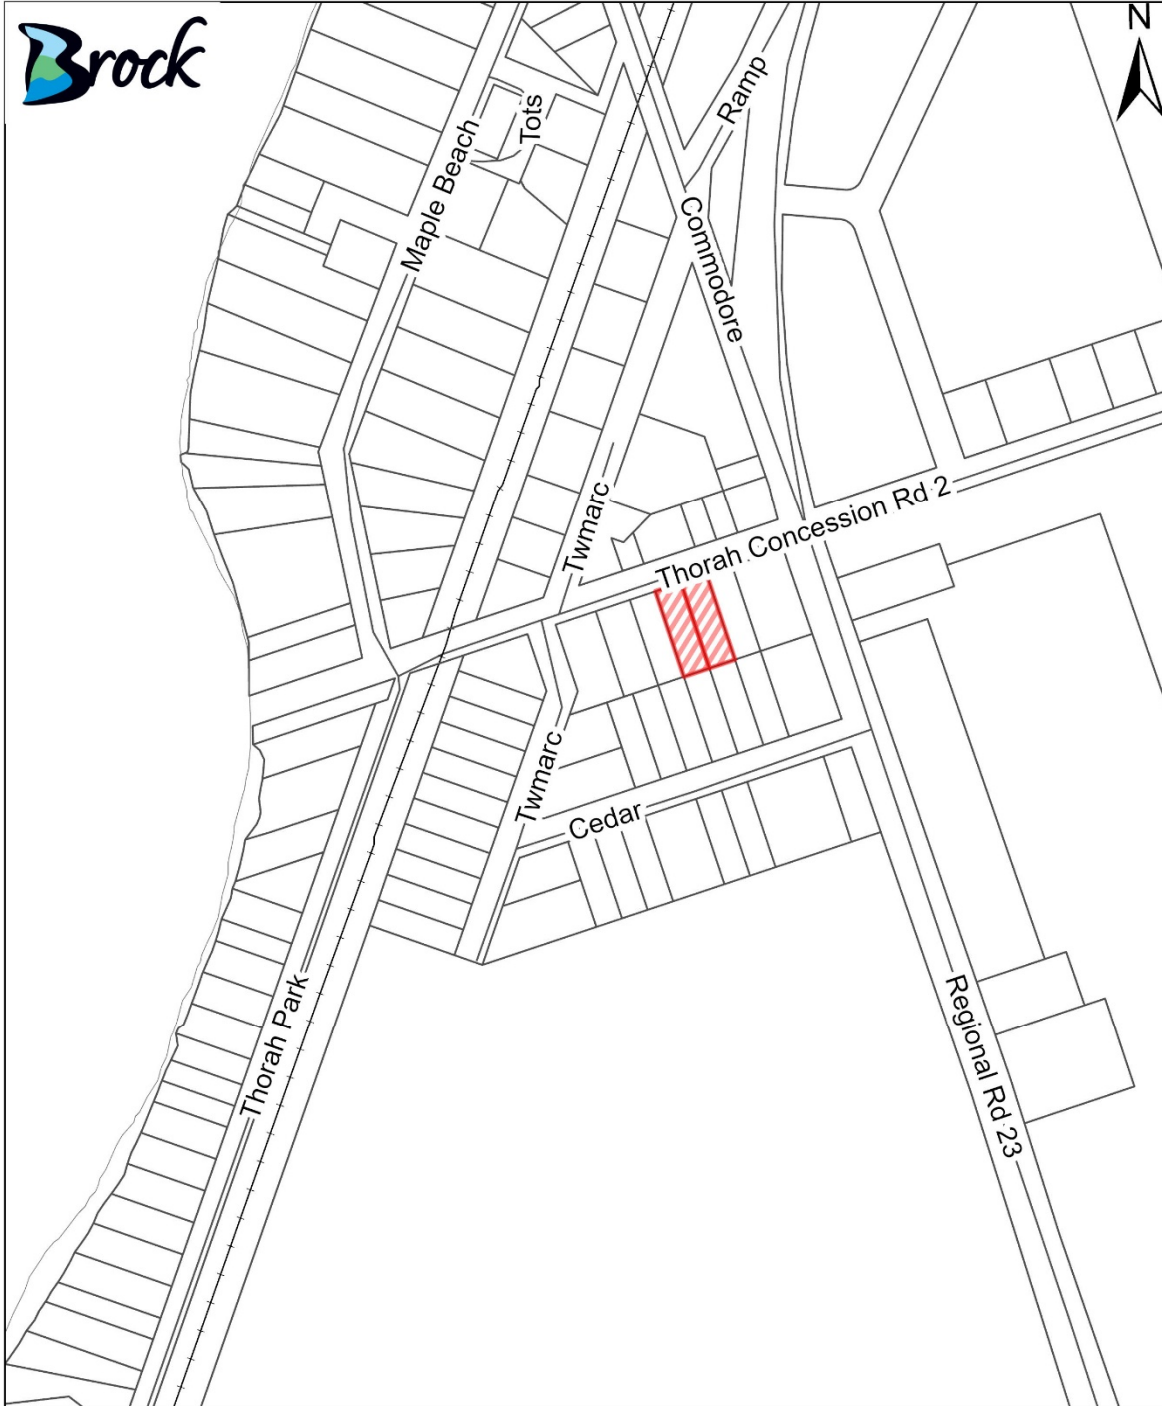 Brock
N
Ramp
Tots
Maple Beach
Commodore
Twmarc
Thorah Concession Rd 2
Twmarc
Cedar
Thorah Park
Regional Rd 23